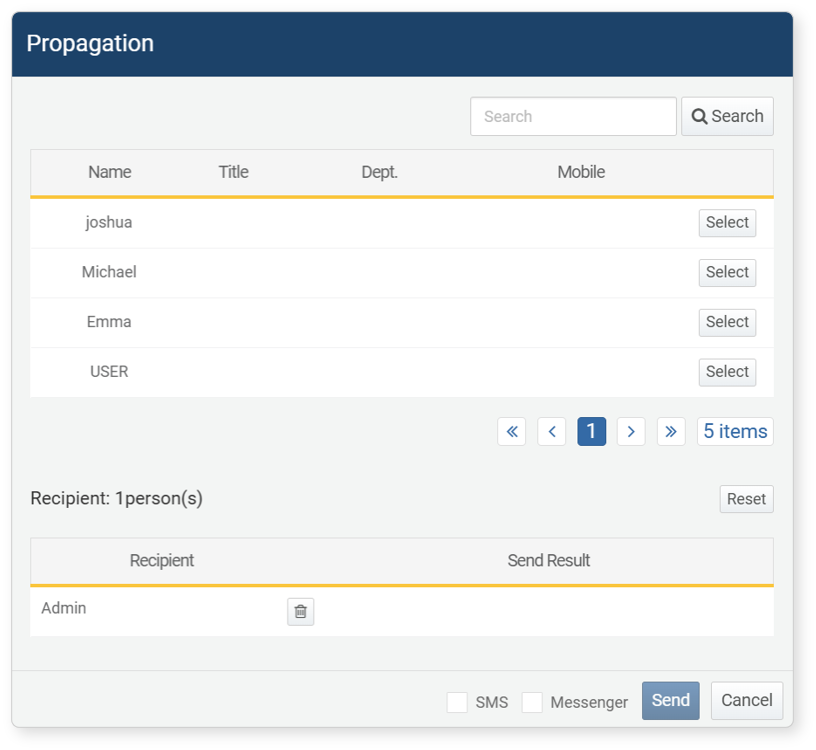 Propagation
Search Search
Name Title Dept. Mobile
joshua Select
Michael Select
Emma Select
USER Select
« < 1 > » 5 items
Recipient: 1person(s) Reset
Recipient Send Result
Admin
SMS Messenger Send Cancel